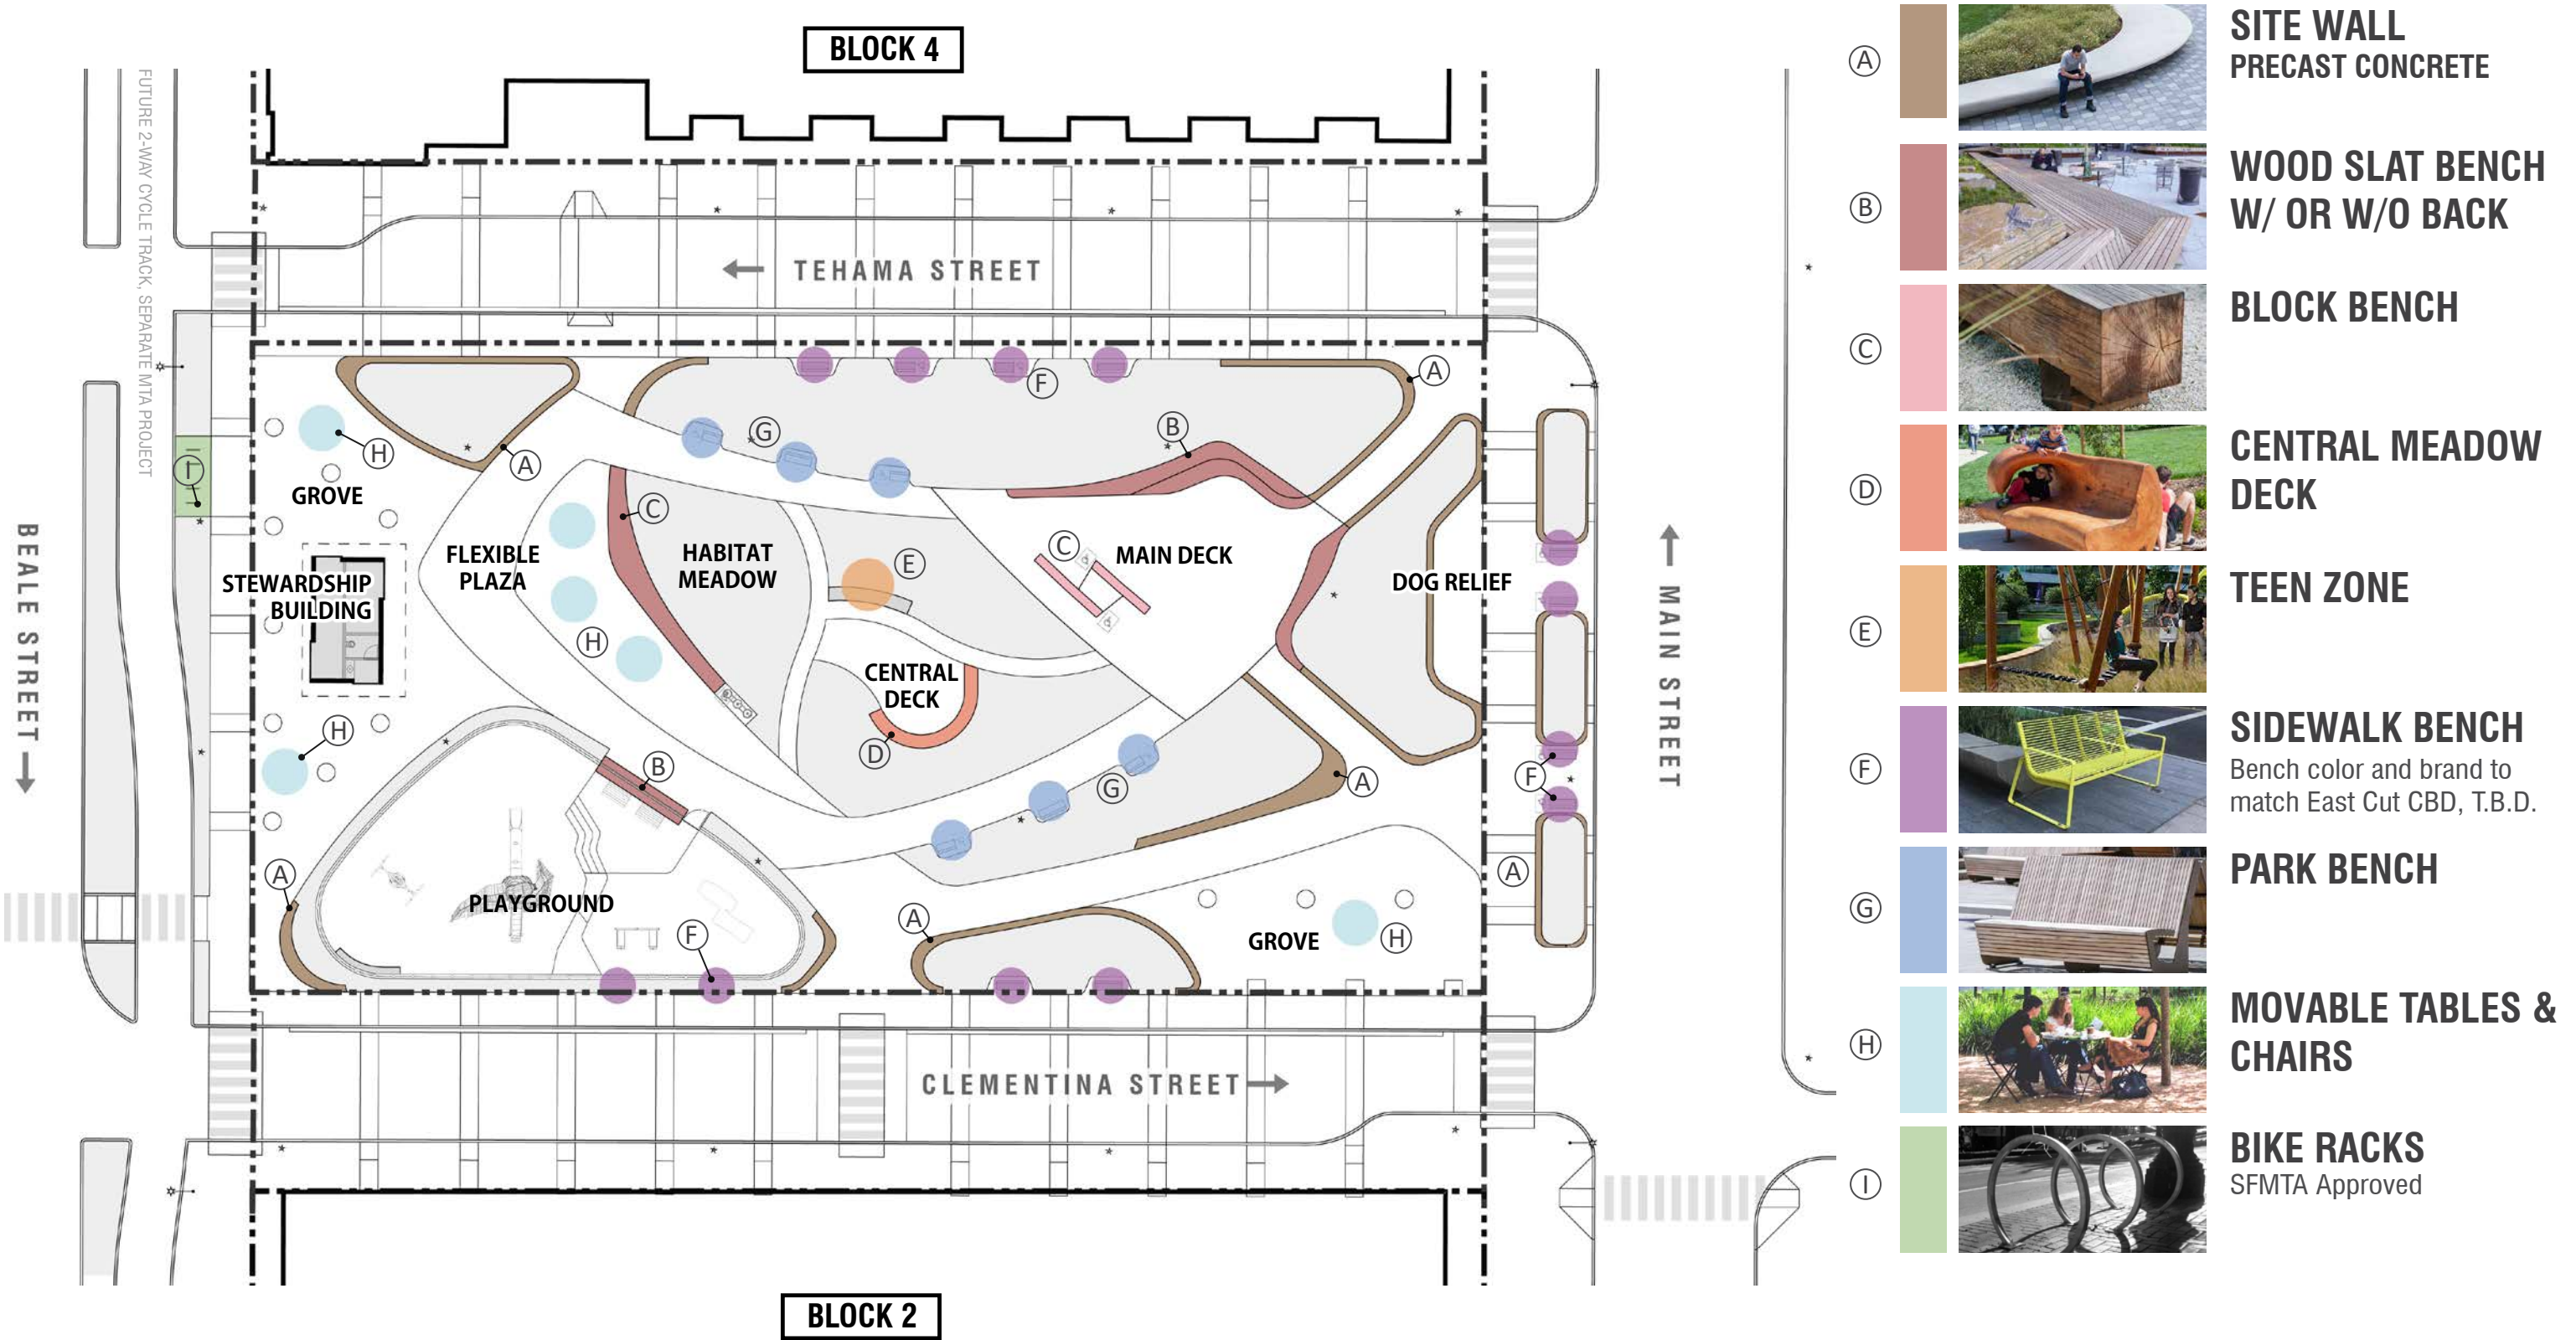 BLOCK 4
FUTURE 2-WAY CYCLE TRACK, SEPARATE MTA PROJECT
TEHAMA STREET
A
F
G
B
H
A
I
GROVE
C
FLEXIBLE
PLAZA
HABITAT
MEADOW
E
C
MAIN DECK
DOG RELIEF
STEWARDSHIP
BUILDING
BEALE STREET
MAIN STREET
H
CENTRAL
DECK
D
H
B
G
A
F
A
PLAYGROUND
F
A
GROVE
H
A
CLEMENTINA STREET
BLOCK 2
A
SITE WALL
PRECAST CONCRETE
B
WOOD SLAT BENCH
W/ OR W/O BACK
C
BLOCK BENCH
D
CENTRAL MEADOW
DECK
E
TEEN ZONE
F
SIDEWALK BENCH
Bench color and brand to
match East Cut CBD, T.B.D.
G
PARK BENCH
H
MOVABLE TABLES &
CHAIRS
I
BIKE RACKS
SFMTA Approved